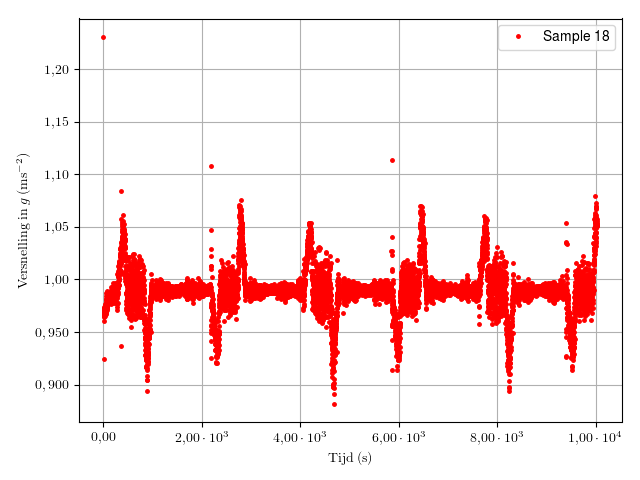 Sample 18
1,20
1,15
1,10
1,05
1,00
0,950
0,900
Versnelling in g (ms⁻²)
0,00
2,00 · 10³
4,00 · 10³
6,00 · 10³
8,00 · 10³
1,00 · 10⁴
Tijd (s)